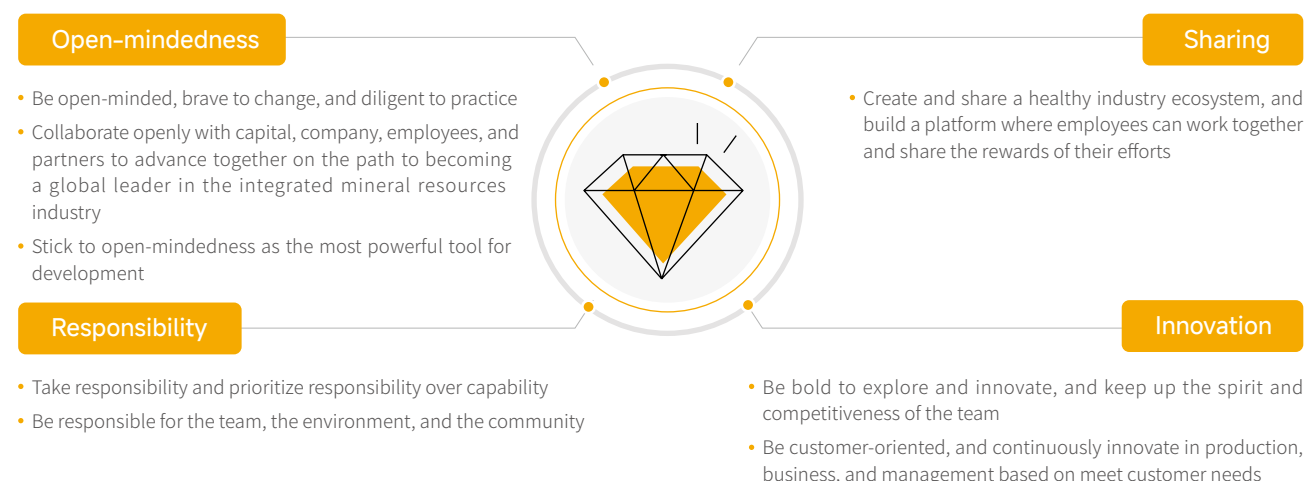 Open-mindedness
• Be open-minded, brave to change, and diligent to practice
• Collaborate openly with capital, company, employees, and
partners to advance together on the path to becoming
a global leader in the integrated mineral resources
industry
• Stick to open-mindedness as the most powerful tool for
development
Sharing
• Create and share a healthy industry ecosystem, and
build a platform where employees can work together
and share the rewards of their efforts
Responsibility
• Take responsibility and prioritize responsibility over capability
• Be responsible for the team, the environment, and the community
Innovation
• Be bold to explore and innovate, and keep up the spirit and
competitiveness of the team
• Be customer-oriented, and continuously innovate in production,
business, and management based on meet customer needs